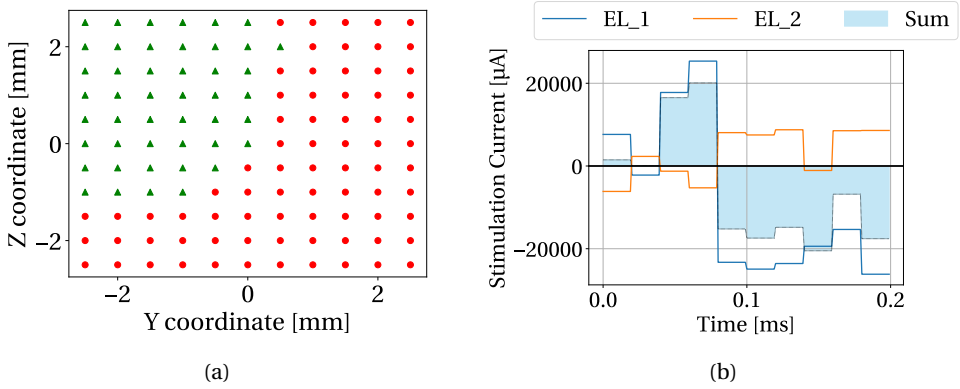 Z coordinate [mm]
2
0
−2
−2
0
2
Y coordinate [mm]
(a)
EL_1
EL_2
Sum
Stimulation Current [µA]
20000
0
−20000
0.0
0.1
0.2
Time [ms]
(b)